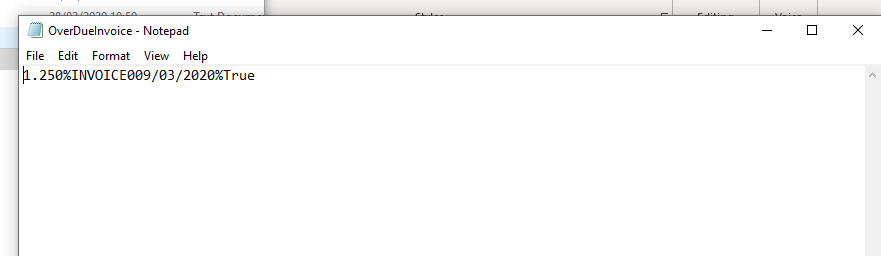 OverDueInvoice - Notepad
File Edit Format View Help
1.250%INVOICE009/03/2020%True